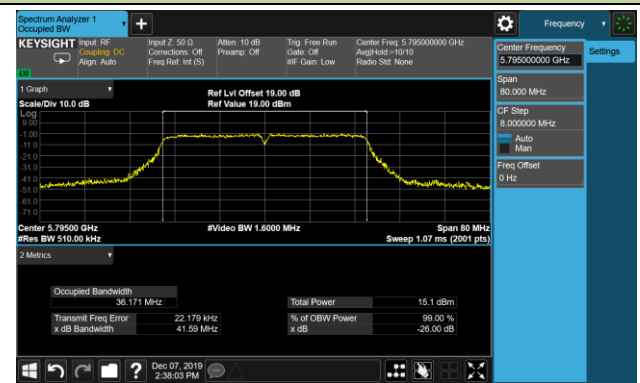 Spectrum Analyzer 1
Occupied BW
Frequency
KEYSIGHT
Input: RF
Coupling: DC
Align: Auto
Input Z: 50 Ω
Corrections: Off
Freq Ref: Int (S)
Atten: 10 dB
Preamp: Off
Trig: Free Run
Gate: Off
#IF Gain: Low
Center Freq: 5.795000000 GHz
Avg|Hold:>10/10
Radio Std: None
Center Frequency
5.795000000 GHz
Settings
Span
80.000 MHz
CF Step
8.000000 MHz
Auto
Man
Freq Offset
0 Hz
1 Graph
Scale/Div 10.0 dB
Ref Lvl Offset 19.00 dB
Ref Value 19.00 dBm
Log
9.00
-1.00
-11.0
-21.0
-31.0
-41.0
-51.0
-61.0
-71.0
Center 5.79500 GHz
#Video BW 1.6000 MHz
Span 80 MHz
#Res BW 510.00 kHz
Sweep 1.07 ms (2001 pts)
2 Metrics
Occupied Bandwidth
36.171 MHz
Total Power 15.1 dBm
Transmit Freq Error 22.179 kHz
% of OBW Power 99.00 %
x dB Bandwidth 41.59 MHz
x dB -26.00 dB
?
Dec 07, 2019
2:38:03 PM